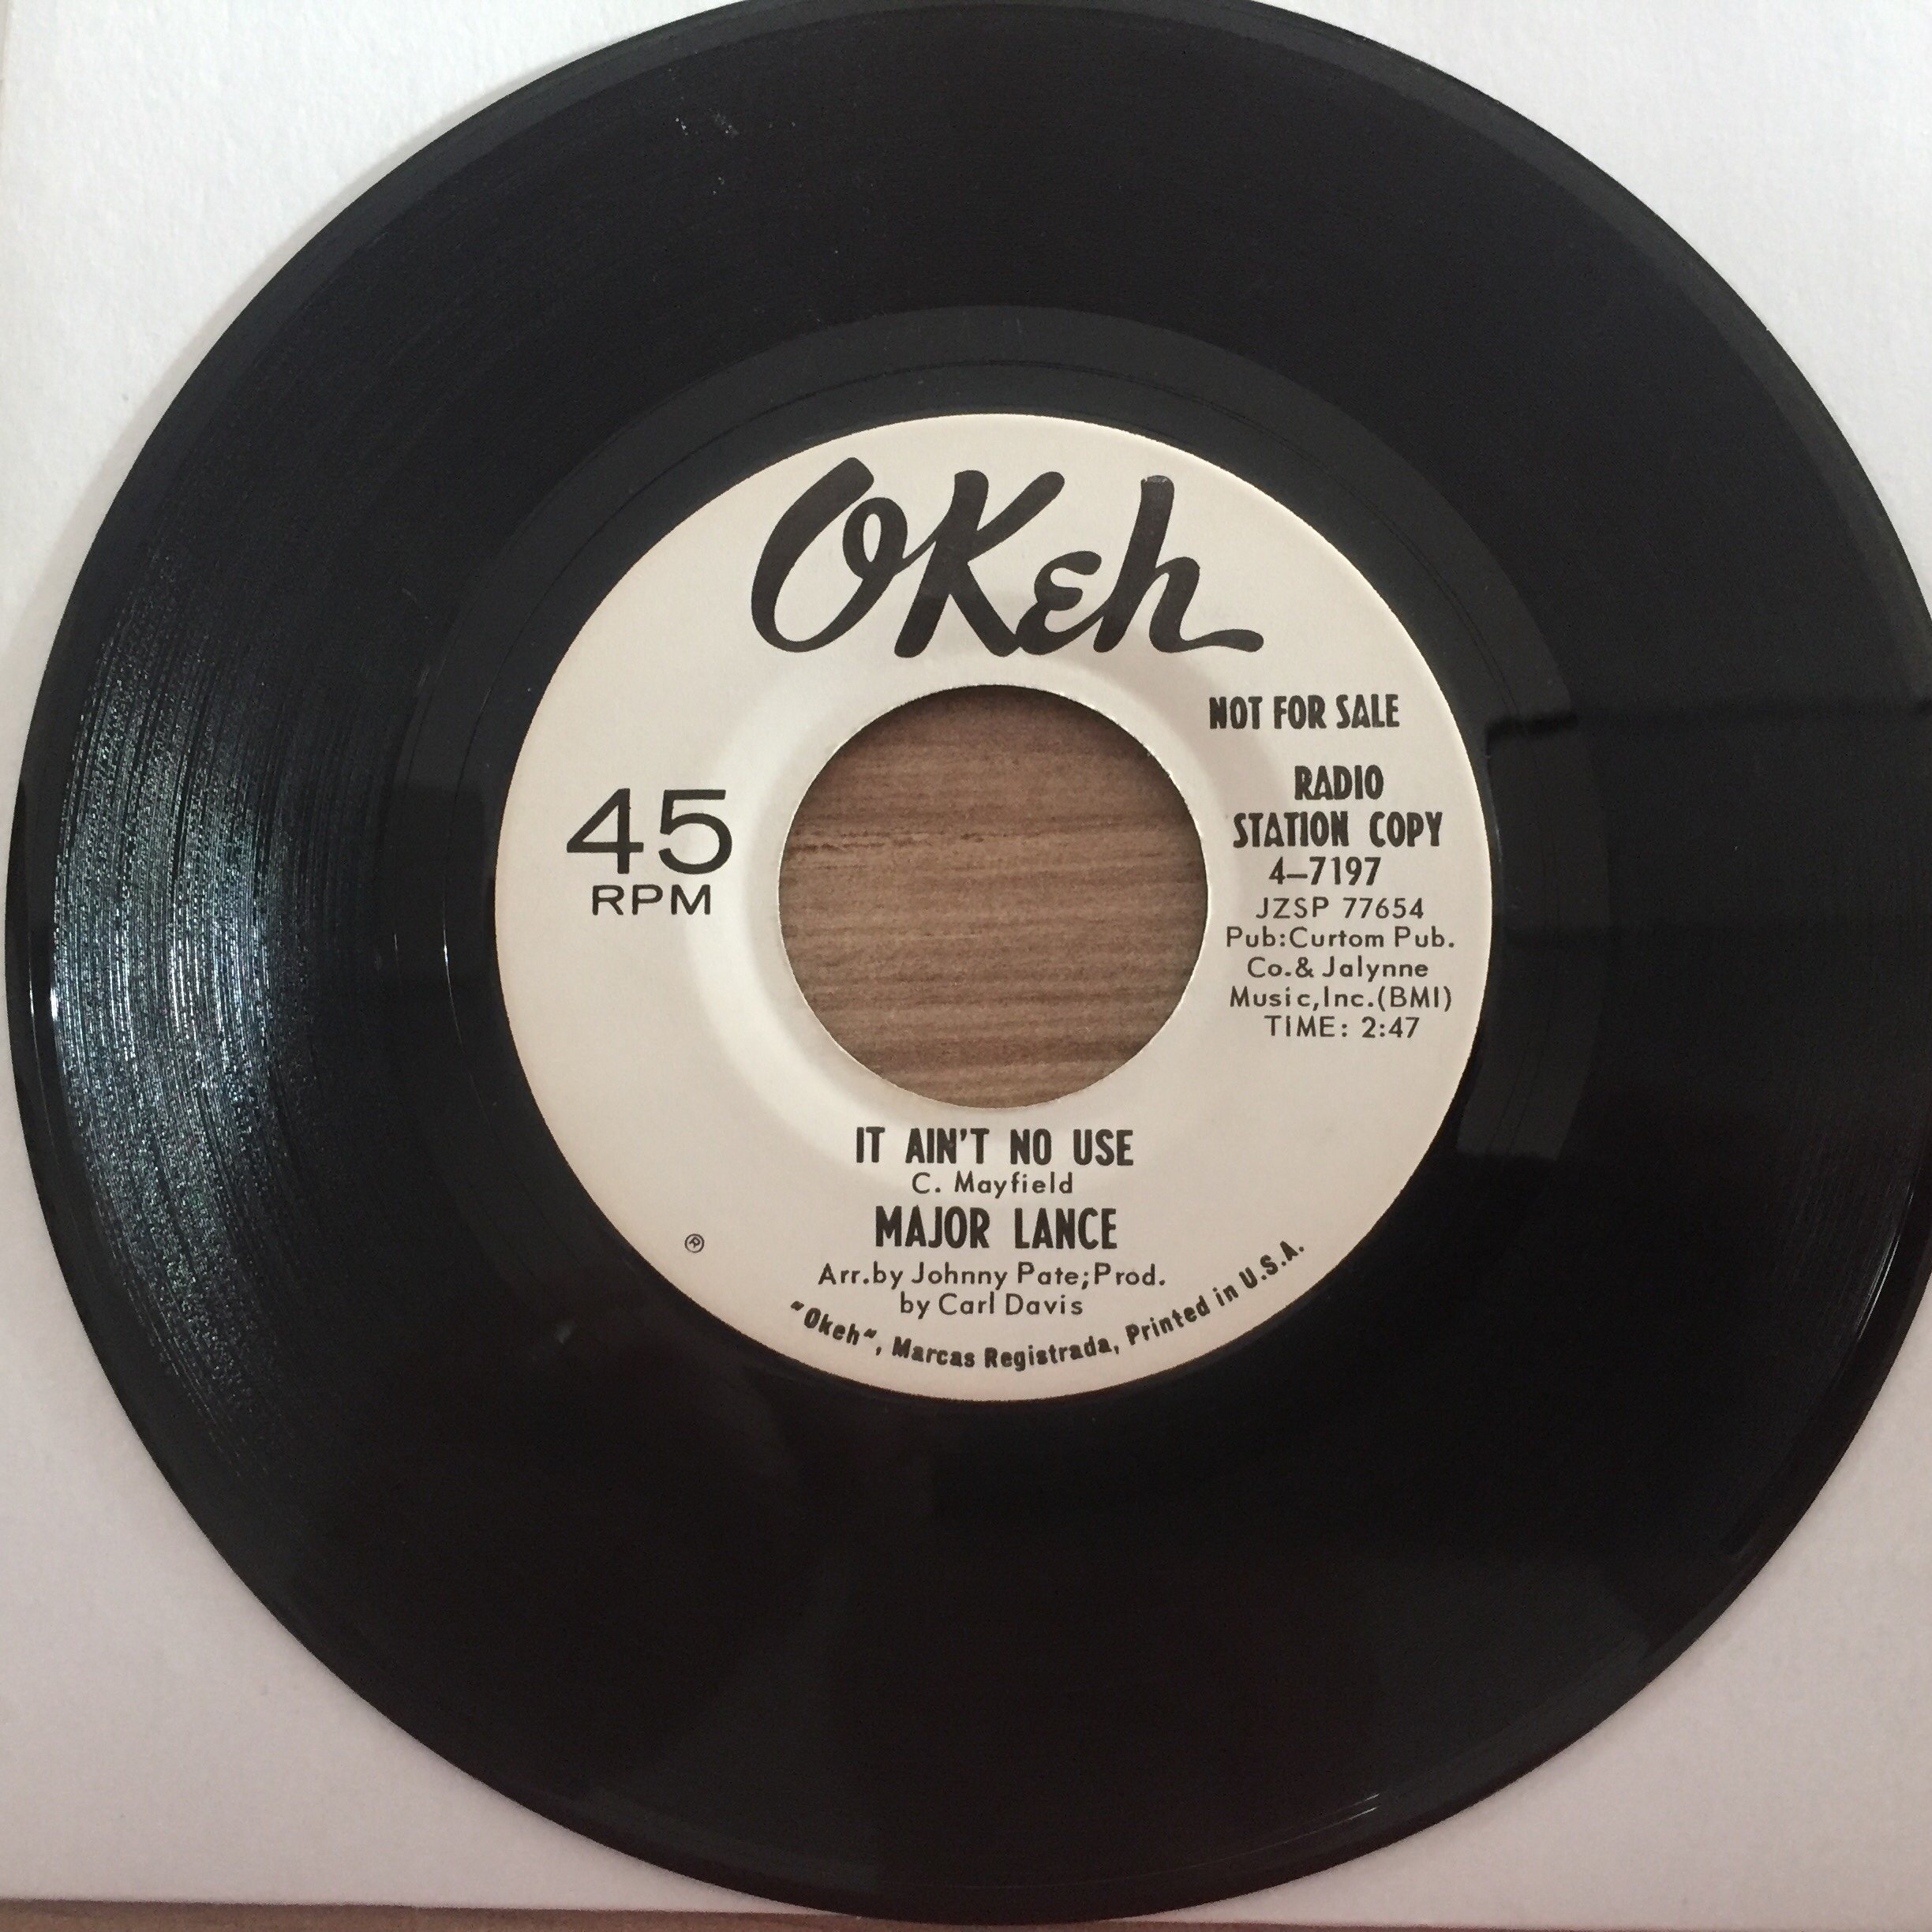 OKeh
NOT FOR SALE
45
RPM
RADIO
STATION COPY
4-7197
JZSP 77654
Pub:Curtom Pub.
Co.& Jalynne
Music,Inc.(BMI)
TIME: 2:47
IT AIN'T NO USE
C. Mayfield
MAJOR LANCE
Arr.by Johnny Pate;Prod.
by Carl Davis
Ⓡ
"Okeh", Marcas Registrada, Printed in U.S.A.